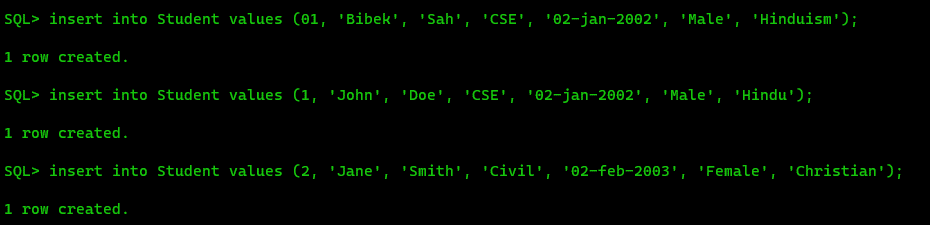 SQL> insert into Student values (01, 'Bibek', 'Sah', 'CSE', '02-jan-2002', 'Male', 'Hinduism');
1 row created.
SQL> insert into Student values (1, 'John', 'Doe', 'CSE', '02-jan-2002', 'Male', 'Hindu');
1 row created.
SQL> insert into Student values (2, 'Jane', 'Smith', 'Civil', '02-feb-2003', 'Female', 'Christian');
1 row created.